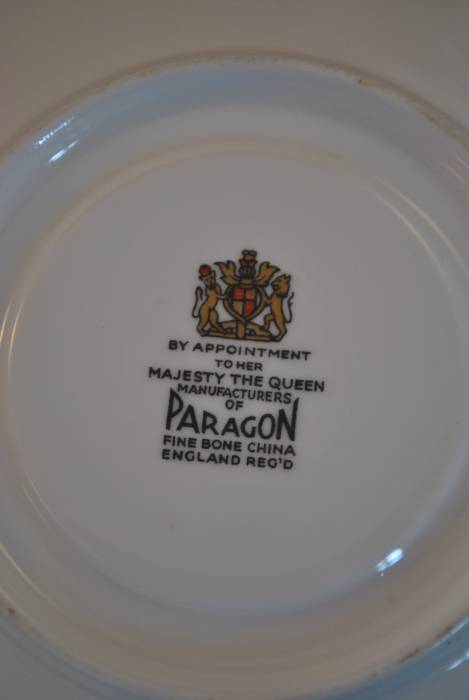 BY APPOINTMENT
TO HER
MAJESTY THE QUEEN
MANUFACTURERS
OF
PARAGON
FINE BONE CHINA
ENGLAND REG'D